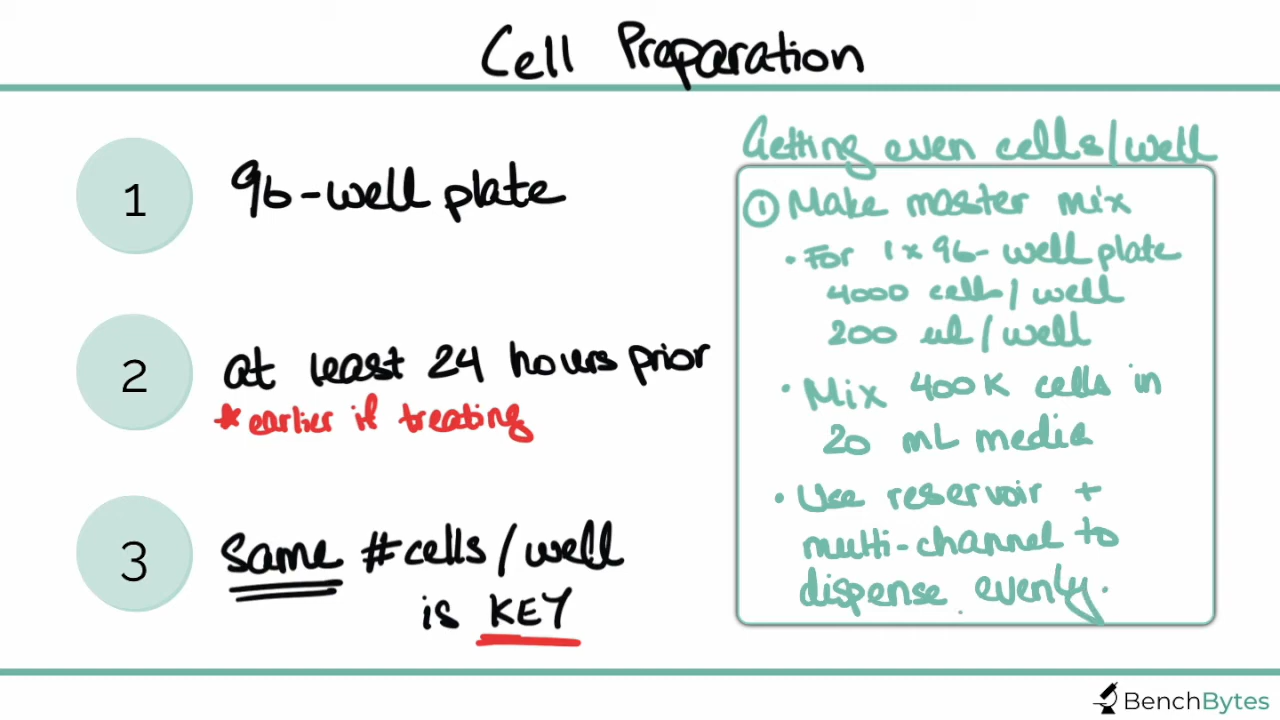 Cell Preparation
1
96-well plate
2
at least 24 hours prior
* earlier if treating
3
same # cells/well
is KEY
Getting even cells/well
① Make master mix
• For 1x 96-well plate
4000 cells/well
200 ul/well
• Mix 400K cells in
20 mL media
• Use reservoir +
multi-channel to
dispense evenly.
BenchBytes